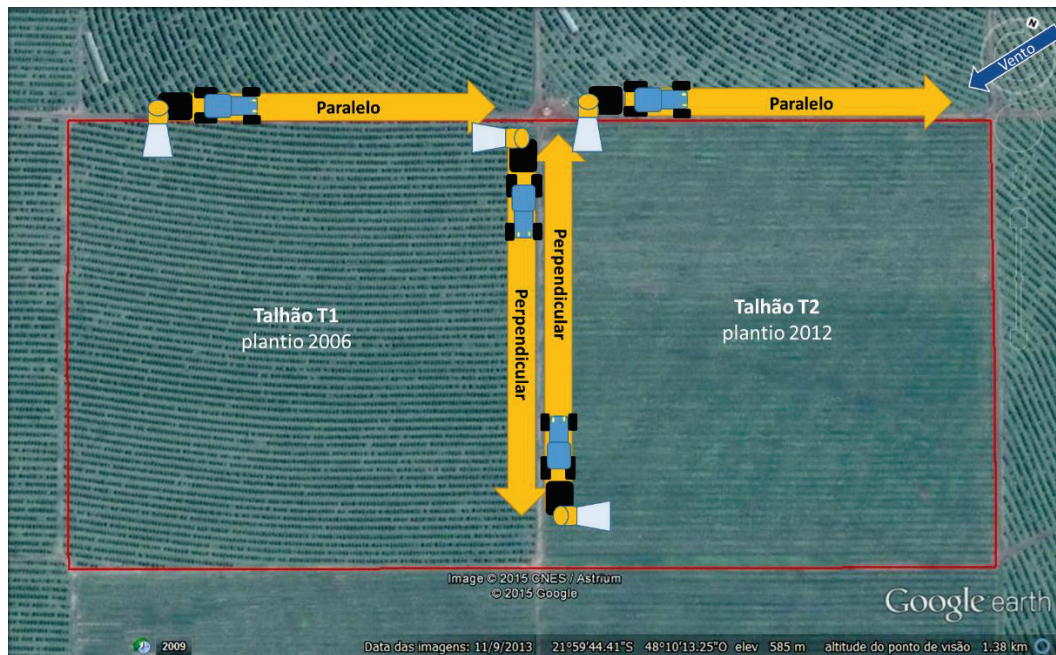 N
Vento
Paralelo
Paralelo
Perpendicular
Perpendicular
Talhão T1
plantio 2006
Talhão T2
plantio 2012
Image © 2015 CNES / Astrium
© 2015 Google
Google earth
2009
Data das imagens: 11/9/2013 21°59'44.41"S 48°10'13.25"O elev 585 m altitude do ponto de visão 1.38 km